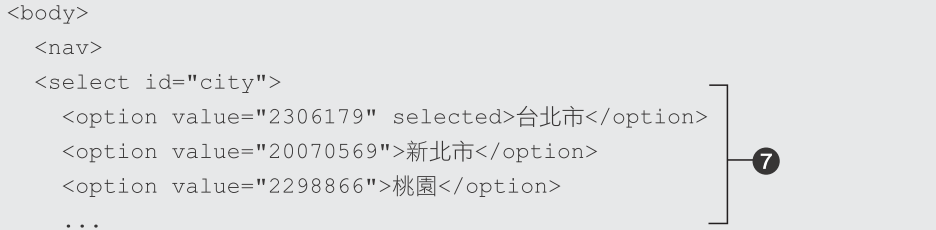 <body>
<nav>
<select id="city">
<option value="2306179" selected>台北市</option>
<option value="20070569">新北市</option>
<option value="2298866">桃園</option>
...
7